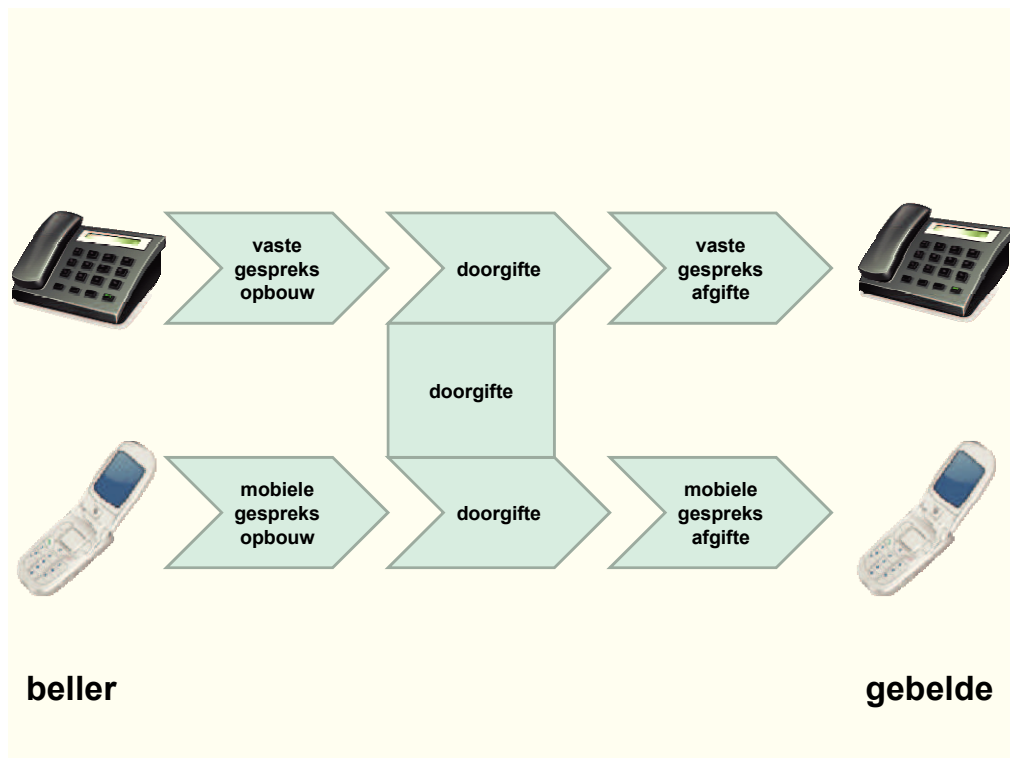 vaste
gespreks
opbouw
doorgifte
vaste
gespreks
afgifte
doorgifte
mobiele
gespreks
opbouw
doorgifte
mobiele
gespreks
afgifte
beller
gebelde